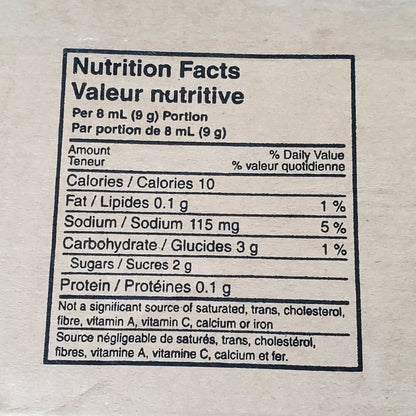 Nutrition Facts
Valeur nutritive
Per 8 mL (9 g) Portion
Par portion de 8 mL (9 g)
Amount % Daily Value
Teneur % valeur quotidienne
Calories / Calories 10
Fat / Lipides 0.1 g 1 %
Sodium / Sodium 115 mg 5 %
Carbohydrate / Glucides 3 g 1 %
Sugars / Sucres 2 g
Protein / Protéines 0.1 g
Not a significant source of saturated, trans, cholesterol,
fibre, vitamin A, vitamin C, calcium or iron
Source négligeable de saturés, trans, cholestérol,
fibres, vitamine A, vitamine C, calcium et fer.